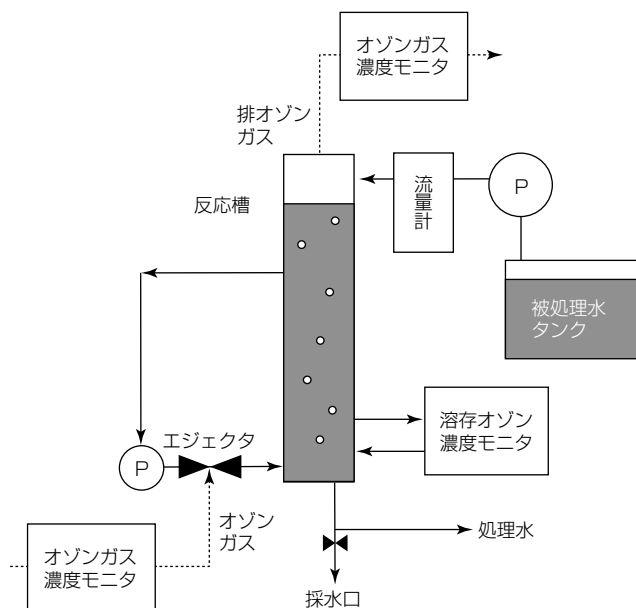 オゾンガス
濃度モニタ
排オゾン
ガス
流量計
P
反応槽
被処理水
タンク
溶存オゾン
濃度モニタ
エジェクタ
P
オゾン
ガス
オゾンガス
濃度モニタ
処理水
採水口